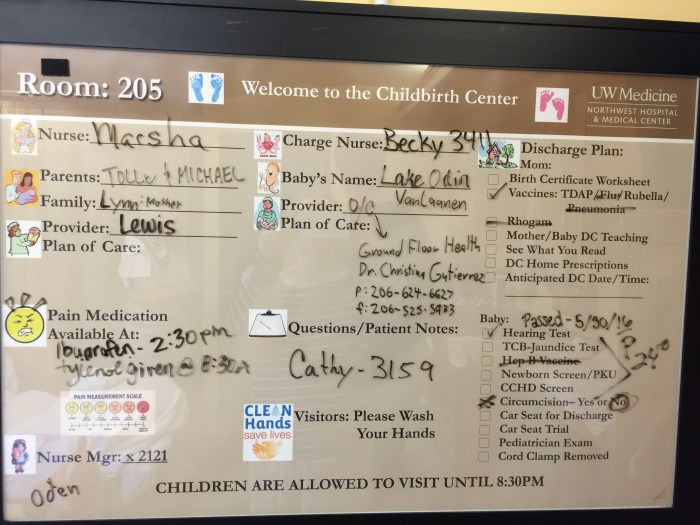 Room: 205
Welcome to the Childbirth Center
UW Medicine
NORTHWEST HOSPITAL
& MEDICAL CENTER
Nurse: Marsha
Charge Nurse: Becky 3411
Discharge Plan:
Mom:
Parents: & MICHAEL
Baby's Name: Lake Odin
VanLaanen
Birth Certificate Worksheet
Family: Lynn: Mother
Vaccines: TDAP/Flu/Rubella/
Pneumonia
Provider: Lewis
Provider: O/C
Rhogam
Plan of Care:
Plan of Care:
Mother/Baby DC Teaching
See What You Read
DC Home Prescriptions
Anticipated DC Date/Time:
Ground Floor Health
Dr. Christina Gutierrez
P: 206-624-6627
f: 206-525-5933
Pain Medication
Available At:
Ibuprofen - 2:30pm
tylenol given @ 8:30
Questions/Patient Notes:
Cathy - 3159
Baby: Passed - 5/30/16
Hearing Test
TCB-Jaundice Test
Hep B Vaccine
Newborn Screen/PKU
CCHD Screen
Circumcision- Yes or No
Car Seat for Discharge
Car Seat Trial
Pediatrician Exam
Cord Clamp Removed
PAIN MEASUREMENT SCALE
CLEAN
Hands
save lives
Visitors: Please Wash
Your Hands
Nurse Mgr: x 2121
Oden
CHILDREN ARE ALLOWED TO VISIT UNTIL 8:30PM